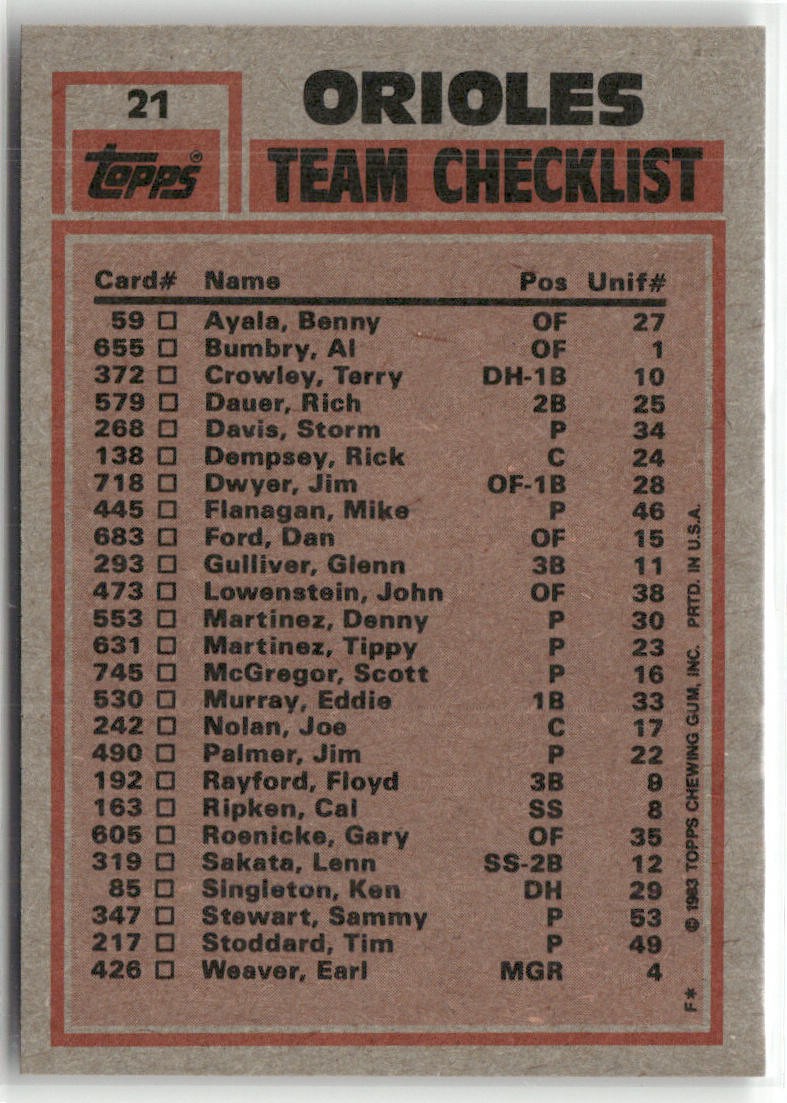 21
ORIOLES
TOPPS®
TEAM CHECKLIST
Card# Name Pos Unif#
59 □ Ayala, Benny OF 27
655 □ Bumbry, Al OF 1
372 □ Crowley, Terry DH-1B 10
579 □ Dauer, Rich 2B 25
268 □ Davis, Storm P 34
138 □ Dempsey, Rick C 24
718 □ Dwyer, Jim OF-1B 28
445 □ Flanagan, Mike P 46
683 □ Ford, Dan OF 15
293 □ Gulliver, Glenn 3B 11
473 □ Lowenstein, John OF 38
553 □ Martinez, Denny P 30
631 □ Martinez, Tippy P 23
745 □ McGregor, Scott P 16
530 □ Murray, Eddie 1B 33
242 □ Nolan, Joe C 17
490 □ Palmer, Jim P 22
192 □ Rayford, Floyd 3B 9
163 □ Ripken, Cal SS 8
605 □ Roenicke, Gary OF 35
319 □ Sakata, Lenn SS-2B 12
85 □ Singleton, Ken DH 29
347 □ Stewart, Sammy P 53
217 □ Stoddard, Tim P 49
426 □ Weaver, Earl MGR 4
F* © 1983 TOPPS CHEWING GUM, INC. PRTD. IN U.S.A.